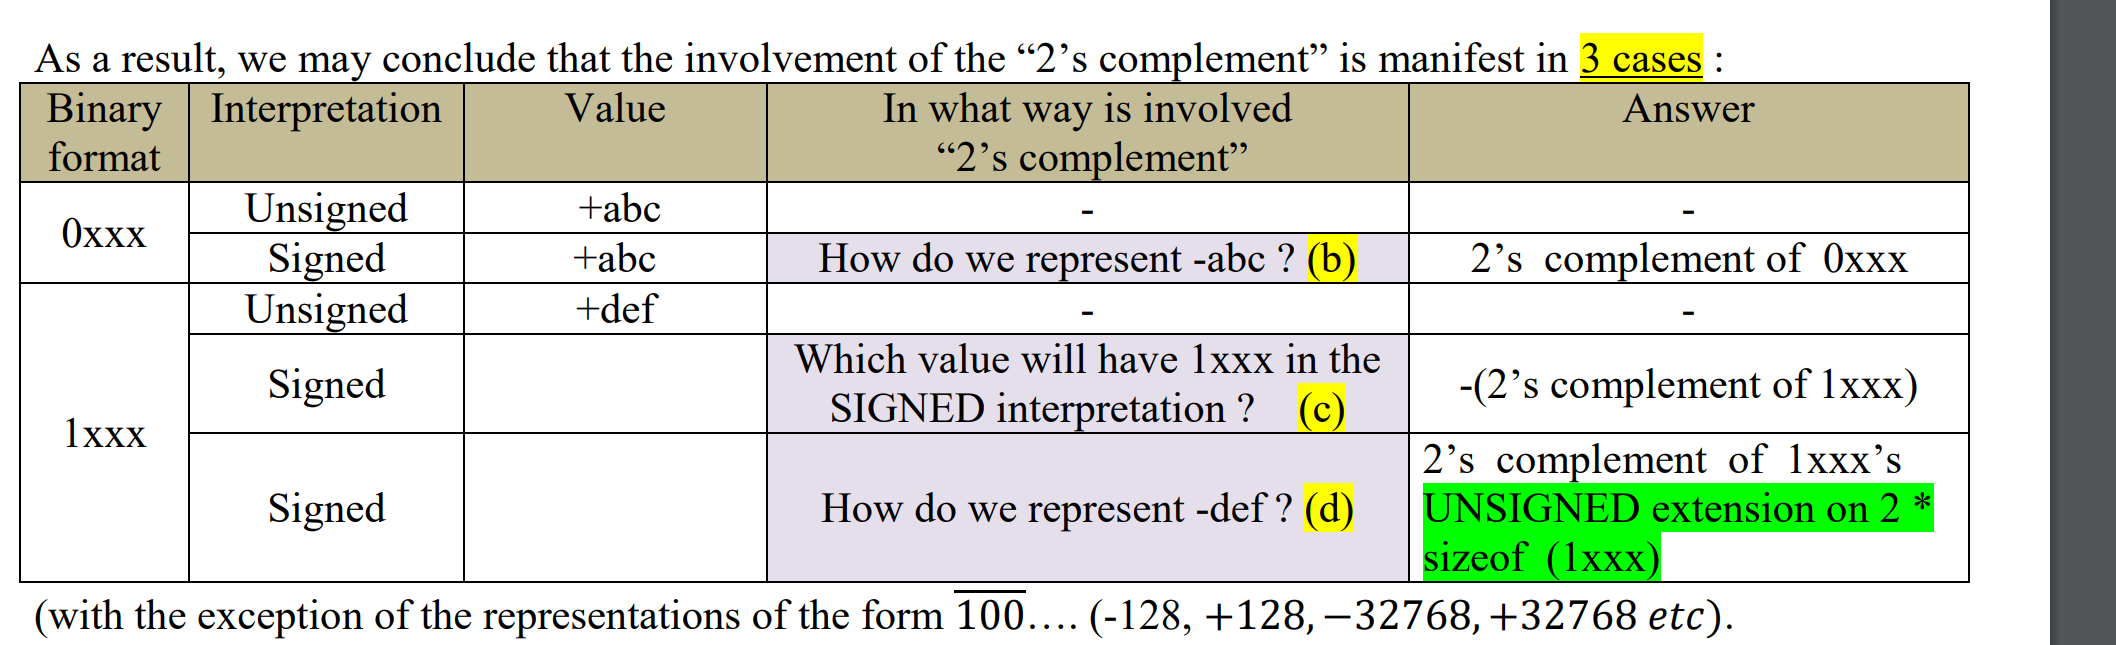 As a result, we may conclude that the involvement of the “2’s complement” is manifest in 3 cases :
Binary format | Interpretation | Value | In what way is involved “2’s complement” | Answer
0xxx | Unsigned | +abc | - | -
Signed | +abc | How do we represent -abc ? (b) | 2’s complement of 0xxx
1xxx | Unsigned | +def | - | -
Signed | | Which value will have 1xxx in the SIGNED interpretation ? (c) | -(2’s complement of 1xxx)
Signed | | How do we represent -def ? (d) | 2’s complement of 1xxx’s UNSIGNED extension on 2 * sizeof (1xxx)
(with the exception of the representations of the form 1̅0̅0̅…. (-128, +128, −32768, +32768 etc).